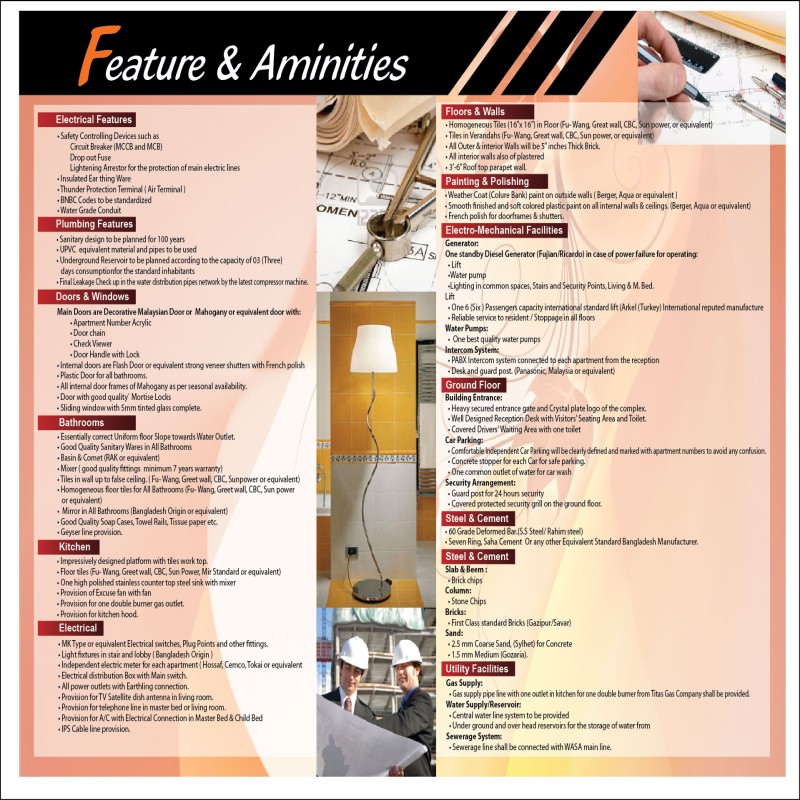 Feature & Aminities
Electrical Features
• Safety Controlling Devices such as
Circuit Breaker (MCCB and MCB)
Drop out Fuse
Lightening Arrestor for the protection of main electric lines
• Insulated Ear thing Ware
• Thunder Protection Terminal ( Air Terminal )
• BNBC Codes to be standardized
• Water Grade Conduit
Plumbing Features
• Sanitary design to be planned for 100 years
• UPVC equivalent material and pipes to be used
• Underground Reservoir to be planned according to the capacity of 03 (Three)
days consumptionfor the standard inhabitants
• Final Leakage Check up in the water distribution pipes network by the latest compressor machine.
Doors & Windows
Main Doors are Decorative Malaysian Door or Mahogany or equivalent door with:
• Apartment Number Acrylic
• Door chain
• Check Viewer
• Door Handle with Lock
• Internal doors are Flash Door or equivalent strong veneer shutters with French polish
• Plastic Door for all bathrooms.
• All internal door frames of Mahogany as per seasonal availability.
• Door with good quality` Mortise Locks
• Sliding window with 5mm tinted glass complete.
Bathrooms
• Essentially correct Uniform floor Slope towards Water Outlet.
• Good Quality Sanitary Wares in All Bathrooms
• Basin & Comet (RAK or equivalent)
• Mixer ( good quality fittings minimum 7 years warranty)
• Tiles in wall up to false ceiling. ( Fu- Wang, Greet wall, CBC, Sunpower or equivalent)
• Homogeneous floor tiles for All Bathrooms (Fu- Wang, Greet wall, CBC, Sun power
or equivalent)
• Mirror in All Bathrooms (Bangladesh Origin or equivalent)
• Good Quality Soap Cases, Towel Rails, Tissue paper etc.
• Geyser line provision.
Kitchen
• Impressively designed platform with tiles work top.
• Floor tiles (Fu- Wang, Greet wall, CBC, Sun Power, Mir Standard or equivalent)
• One high polished stainless counter top steel sink with mixer
• Provision of Excuse fan with fan
• Provision for one double burner gas outlet.
• Provision for kitchen hood.
Electrical
• MK Type or equivalent Electrical switches, Plug Points and other fittings.
• Light fixtures in stair and lobby ( Bangladesh Origin )
• Independent electric meter for each apartment ( Hossaf, Cemco, Tokai or equivalent
• Electrical distribution Box with Main switch.
• All power outlets with Earthling connection.
• Provision for TV Satellite dish antenna in living room.
• Provision for telephone line in master bed or living room.
• Provision for A/C with Electrical Connection in Master Bed & Child Bed
• IPS Cable line provision.
12"MIN
OMEN
Floors & Walls
• Homogeneous Tiles (16"x 16") in Floor (Fu- Wang, Great wall, CBC, Sun power, or equivalent)
• Tiles in Verandahs (Fu- Wang, Great wall, CBC, Sun power, or equivalent)
• All Outer & interior Walls will be 5" inches Thick Brick.
• All interior walls also of plastered
• 3'-6" Roof top parapet wall.
Painting & Polishing
• Weather Coat (Colure Bank) paint on outside walls ( Berger, Aqua or equivalent )
• Smooth finished and soft colored plastic paint on all internal walls & ceilings. (Berger, Aqua or equivalent)
• French polish for doorframes & shutters.
Electro-Mechanical Facilities
Generator:
One standby Diesel Generator (Fujian/Ricardo) in case of power failure for operating:
• Lift
•Water pump
•Lighting in common spaces, Stairs and Security Points, Living & M. Bed.
Lift
• One 6 (Six ) Passengers capacity international standard lift (Arkel (Turkey) International reputed manufacture
• Reliable service to resident / Stoppage in all floors
Water Pumps:
• One best quality water pumps
Intercom System:
• PABX Intercom system connected to each apartment from the reception
• Desk and guard post. (Panasonic, Malaysia or equivalent)
Ground Floor
Building Entrance:
• Heavy secured entrance gate and Crystal plate logo of the complex.
• Well Designed Reception Desk with Visitors' Seating Area and Toilet.
• Covered Drivers' Waiting Area with one toilet
Car Parking:
• Comfortable Independent Car Parking will be clearly defined and marked with apartment numbers to avoid any confusion.
• Concrete stopper for each Car for safe parking.
• One common outlet of water for car wash
Security Arrangement:
• Guard post for 24 hours security
• Covered protected security grill on the ground floor.
Steel & Cement
• 60 Grade Deformed Bar.(S.S Steel/ Rahim steel)
• Seven Ring, Saha Cement Or any other Equivalent Standard Bangladesh Manufacturer.
Steel & Cement
Slab & Beem :
• Brick chips
Column:
• Stone Chips
Bricks:
• First Class standard Bricks (Gazipur/Savar)
Sand:
• 2.5 mm Coarse Sand, (Sylhet) for Concrete
• 1.5 mm Medium (Gozaria).
Utility Facilities
Gas Supply:
• Gas supply pipe line with one outlet in kitchen for one double burner from Titas Gas Company shall be provided.
Water Supply/Reservoir:
• Central water line system to be provided
• Under ground and over head reservoirs for the storage of water from
Sewerage System:
• Sewerage line shall be connected with WASA main line.